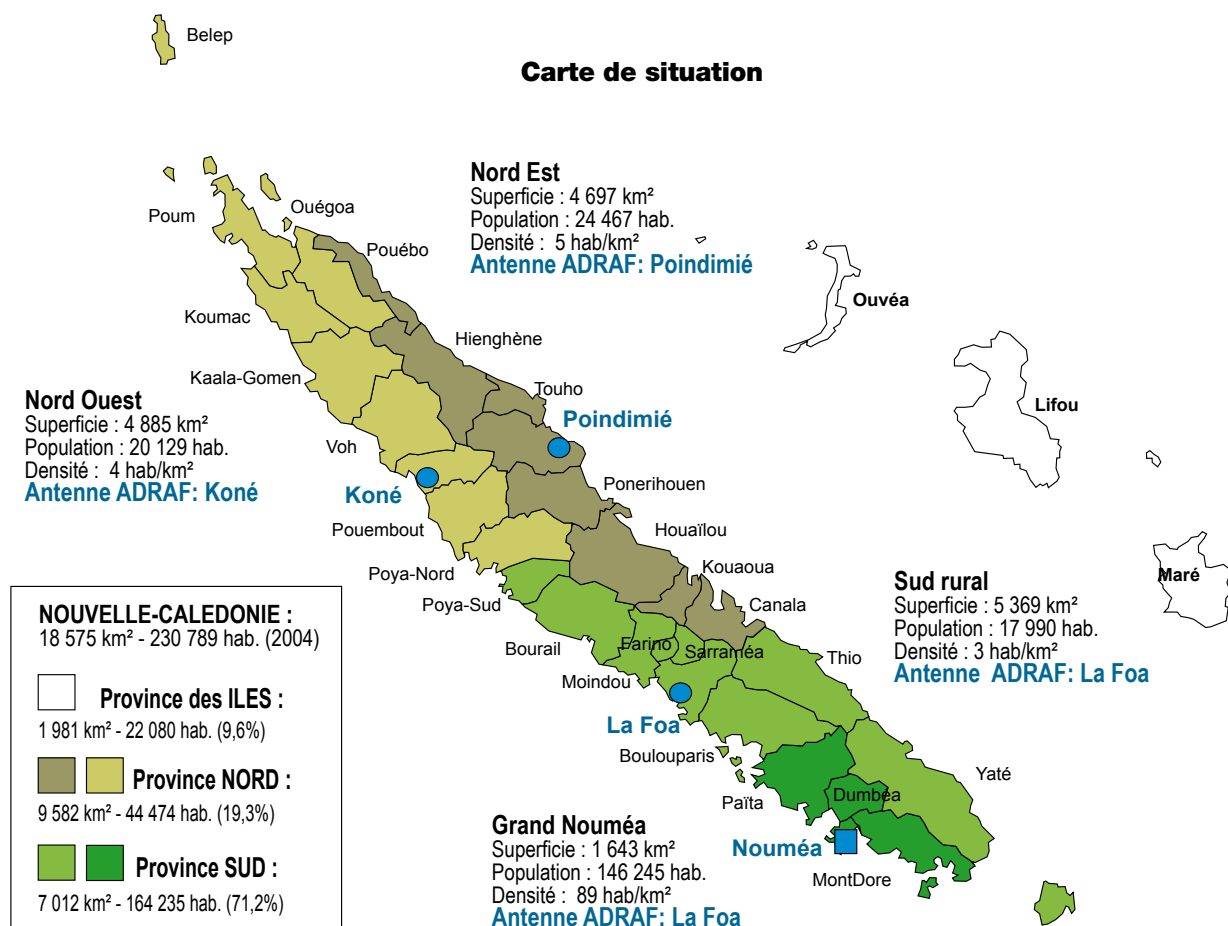 Belep
Carte de situation
Nord Est
Superficie : 4 697 km²
Population : 24 467 hab.
Densité : 5 hab/km²
Antenne ADRAF: Poindimié
Poum
Ouégoa
Pouébo
Koumac
Hienghène
Kaala-Gomen
Touho
Ouvéa
Lifou
Maré
Nord Ouest
Superficie : 4 885 km²
Population : 20 129 hab.
Densité : 4 hab/km²
Antenne ADRAF: Koné
Voh
Poindimié
Koné
Ponerihouen
Pouembout
Houaïlou
Poya-Nord
Kouaoua
Poya-Sud
Canala
Bourail
Farino
Sarraméa
Thio
Moindou
La Foa
Boulouparis
Yaté
Païta
Dumbéa
Nouméa
MontDore
Sud rural
Superficie : 5 369 km²
Population : 17 990 hab.
Densité : 3 hab/km²
Antenne ADRAF: La Foa
NOUVELLE-CALEDONIE :
18 575 km² - 230 789 hab. (2004)
Province des ILES :
1 981 km² - 22 080 hab. (9,6%)
Province NORD :
9 582 km² - 44 474 hab. (19,3%)
Province SUD :
7 012 km² - 164 235 hab. (71,2%)
Grand Nouméa
Superficie : 1 643 km²
Population : 146 245 hab.
Densité : 89 hab/km²
Antenne ADRAF: La Foa